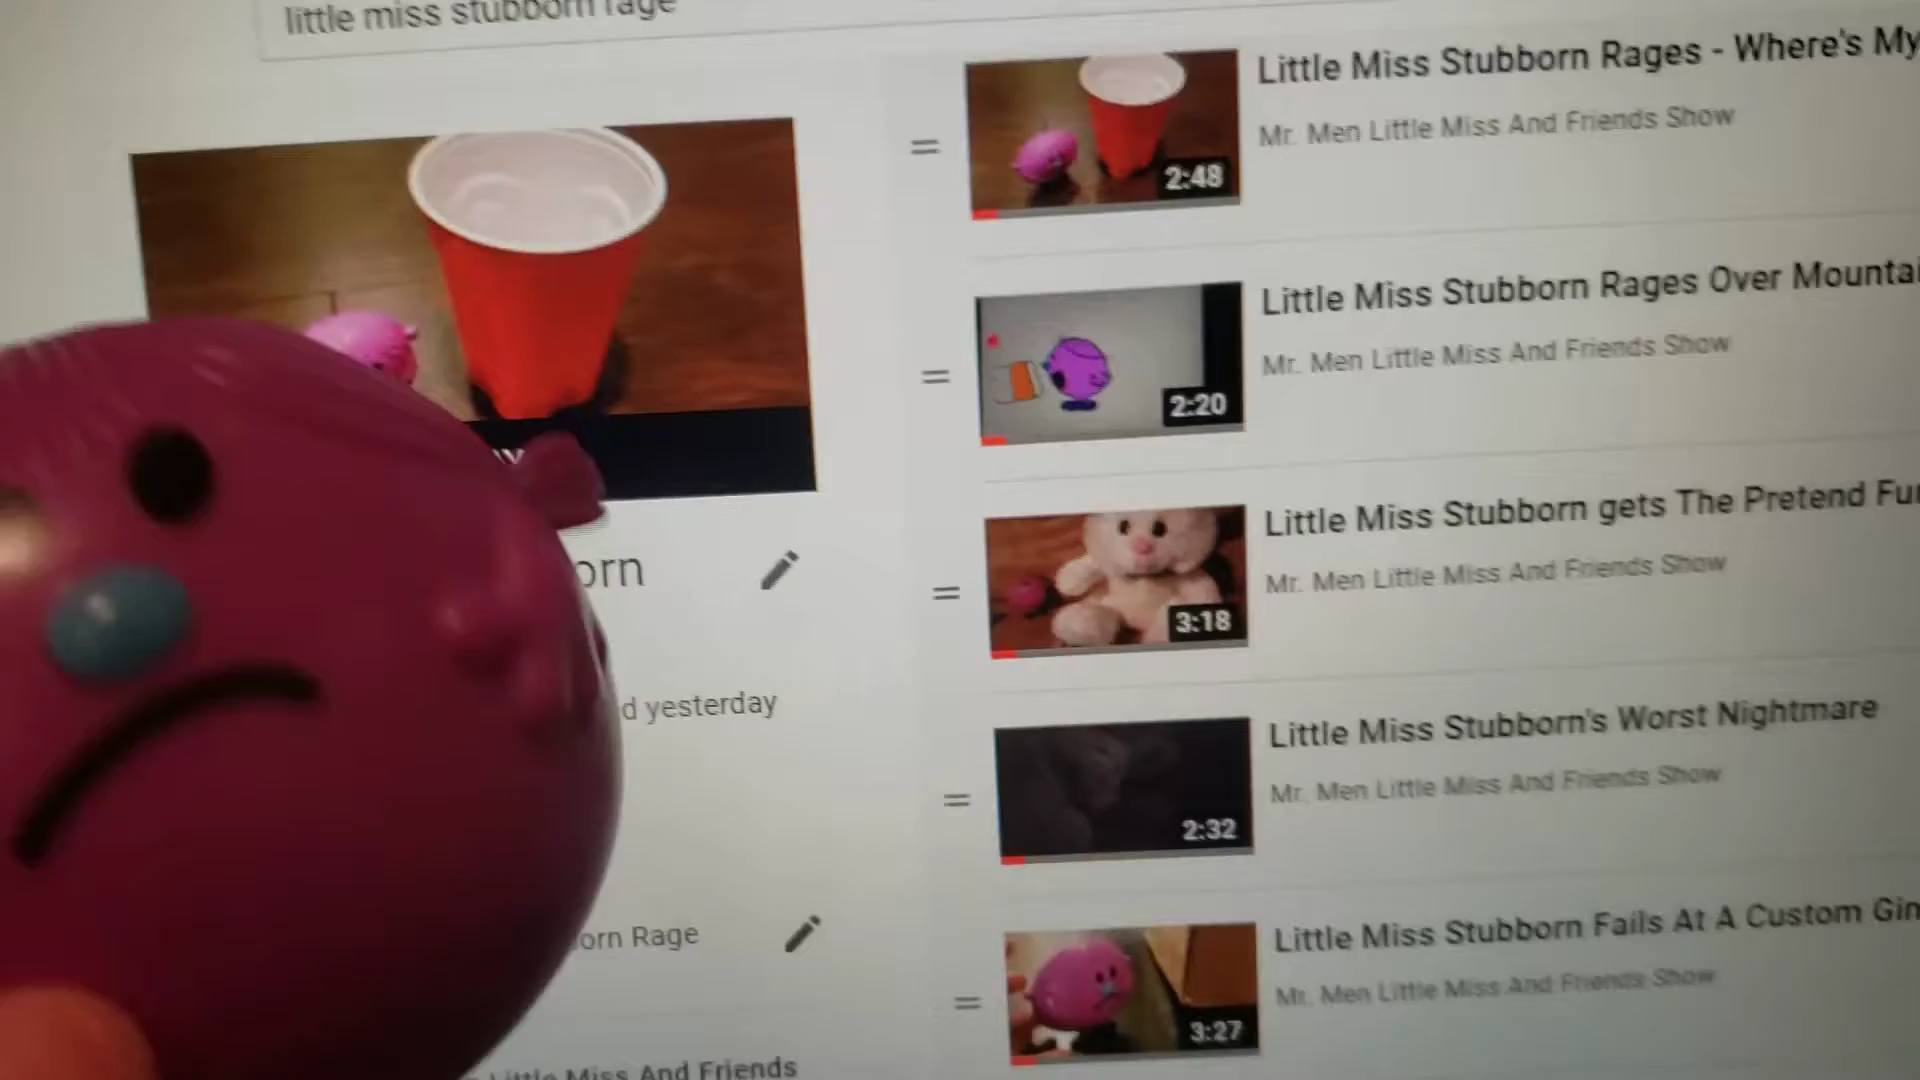 little miss stubborn rage
orn
d yesterday
orn Rage
Little Miss And Friends
Little Miss Stubborn Rages - Where's My
Mr. Men Little Miss And Friends Show
2:48
Little Miss Stubborn Rages Over Mountai
Mr. Men Little Miss And Friends Show
2:20
Little Miss Stubborn gets The Pretend Fu
Mr. Men Little Miss And Friends Show
3:18
Little Miss Stubborn's Worst Nightmare
Mr. Men Little Miss And Friends Show
2:32
Little Miss Stubborn Fails At A Custom Gin
Mr. Men Little Miss And Friends Show
3:27